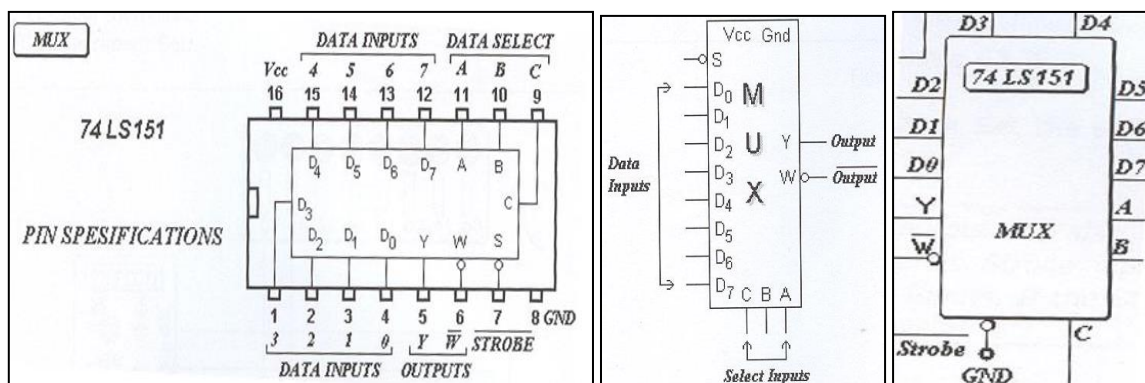 MUX
DATA INPUTS DATA SELECT
Vcc 4 5 6 7 A B C
16 15 14 13 12 11 10 9
74 LS151
D4 D5 D6 D7 A B
C
D3
PIN SPESIFICATIONS
D2 D1 D0 Y W S
1 2 3 4 5 6 7 8 GND
3 2 1 0 Y W STROBE
DATA INPUTS OUTPUTS
Vcc Gnd
S
D0 M
D1
D2 U Y Output
D3 W Output
D4 X
D5
D6
D7 C B A
Data
Inputs
Select Inputs
D3 D4
74 LS151
D2 D5
D1 D6
D0 D7
Y A
W MUX B
Strobe C
GND